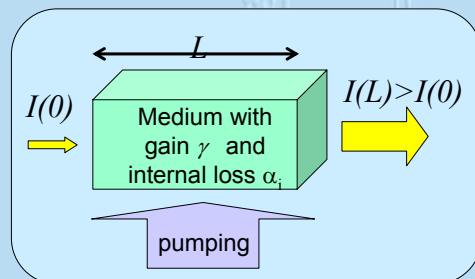 L
I(0)
I(L)>I(0)
Medium with
gain γ and
internal loss αi
pumping